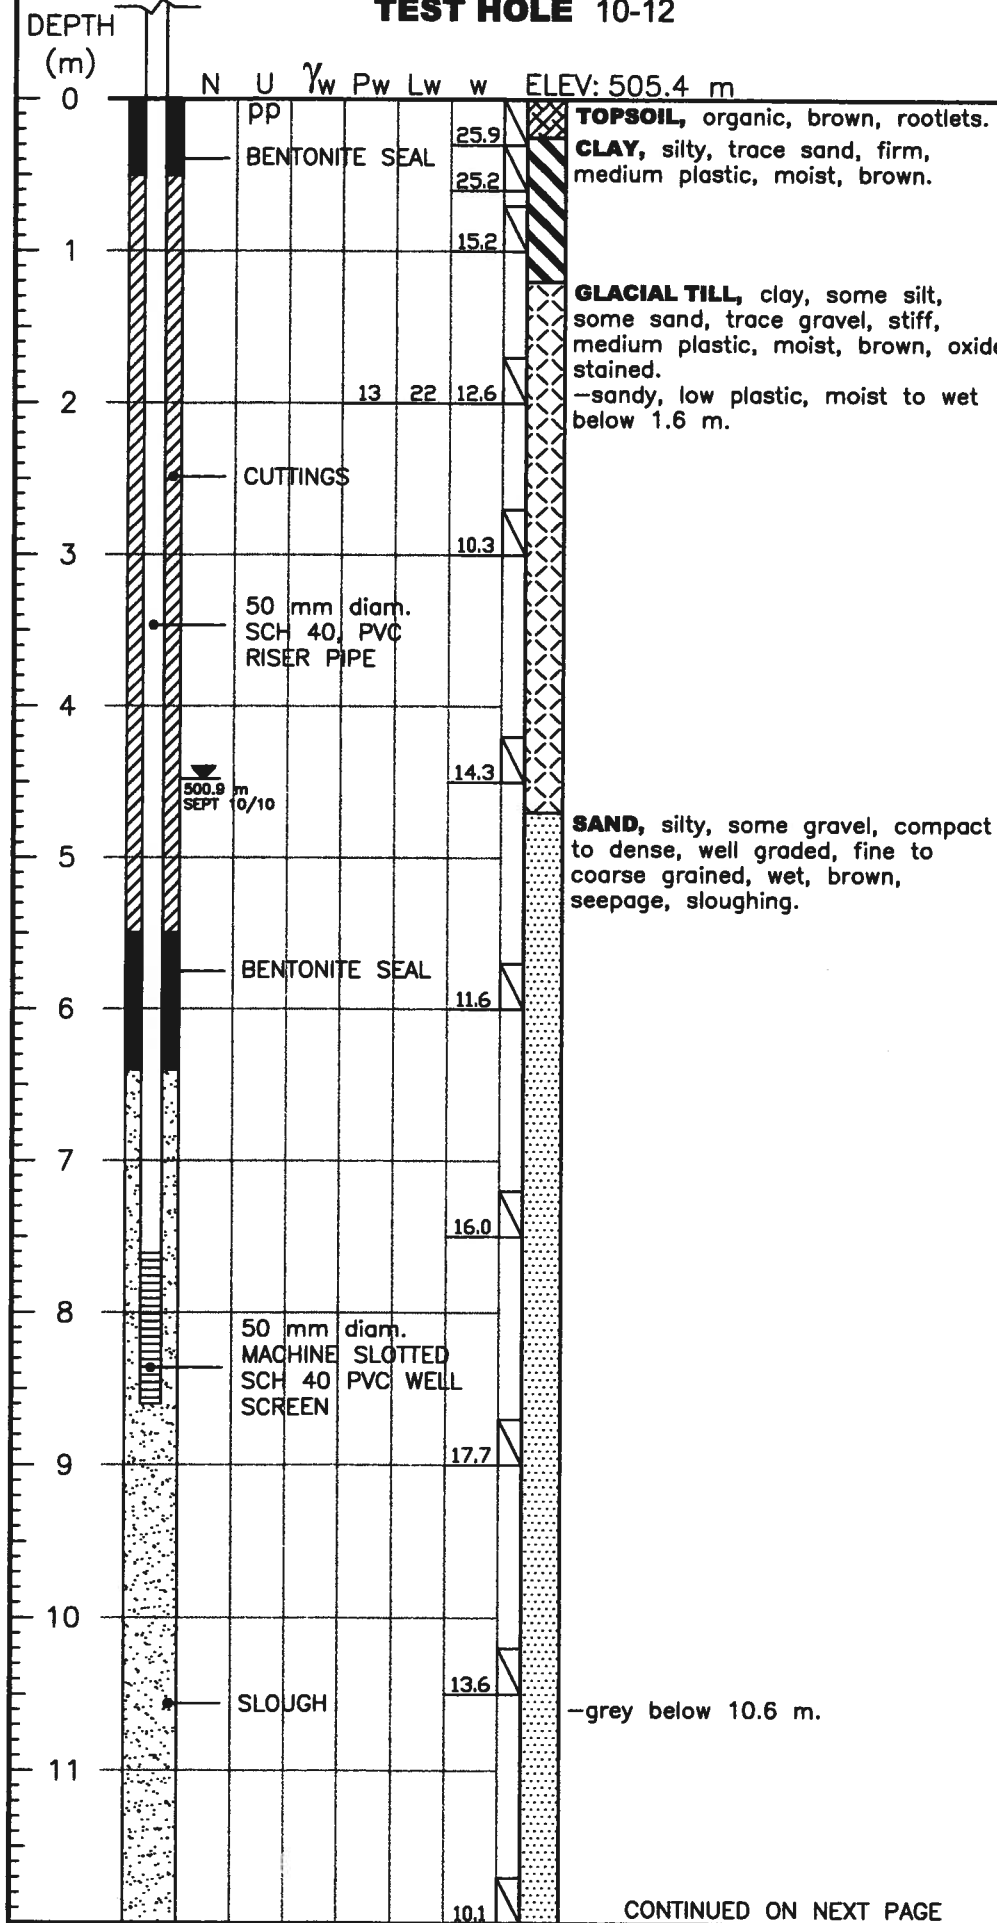 TEST HOLE 10-12
DEPTH
(m)
N U γw Pw Lw w ELEV: 505.4 m
pp
0
TOPSOIL, organic, brown, rootlets.
25.9
BENTONITE SEAL
CLAY, silty, trace sand, firm,
medium plastic, moist, brown.
25.2
15.2
1
GLACIAL TILL, clay, some silt,
some sand, trace gravel, stiff,
medium plastic, moist, brown, oxide
stained.
2 13 22 12.6
-sandy, low plastic, moist to wet
below 1.6 m.
CUTTINGS
10.3
3
50 mm diam.
SCH 40, PVC
RISER PIPE
4
14.3
500.9 m
SEPT 10/10
SAND, silty, some gravel, compact
to dense, well graded, fine to
coarse grained, wet, brown,
seepage, sloughing.
5
BENTONITE SEAL
11.6
6
7
16.0
8
50 mm diam.
MACHINE SLOTTED
SCH 40 PVC WELL
SCREEN
17.7
9
10
13.6
SLOUGH
-grey below 10.6 m.
11
10.1
CONTINUED ON NEXT PAGE